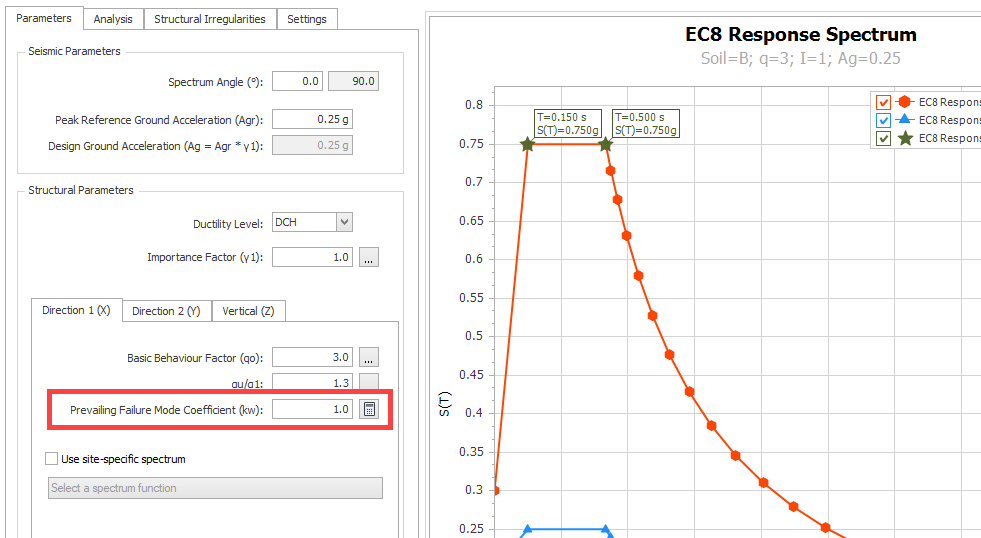 Parameters
Analysis
Structural Irregularities
Settings
Seismic Parameters
Spectrum Angle (°):
0.0
90.0
Peak Reference Ground Acceleration (Agr):
0.25 g
Design Ground Acceleration (Ag = Agr * γ1):
0.25 g
Structural Parameters
Ductility Level:
DCH
Importance Factor (γ1):
1.0
...
Direction 1 (X)
Direction 2 (Y)
Vertical (Z)
Basic Behaviour Factor (qo):
3.0
...
αu/α1:
1.3
Prevailing Failure Mode Coefficient (kw):
1.0
Use site-specific spectrum
Select a spectrum function
EC8 Response Spectrum
Soil=B; q=3; I=1; Ag=0.25
EC8 Respon
EC8 Respon
EC8 Respon
T=0.150 s
S(T)=0.750g
T=0.500 s
S(T)=0.750g
0.8
0.75
0.7
0.65
0.6
0.55
0.5
0.45
0.4
0.35
0.3
0.25
S(T)